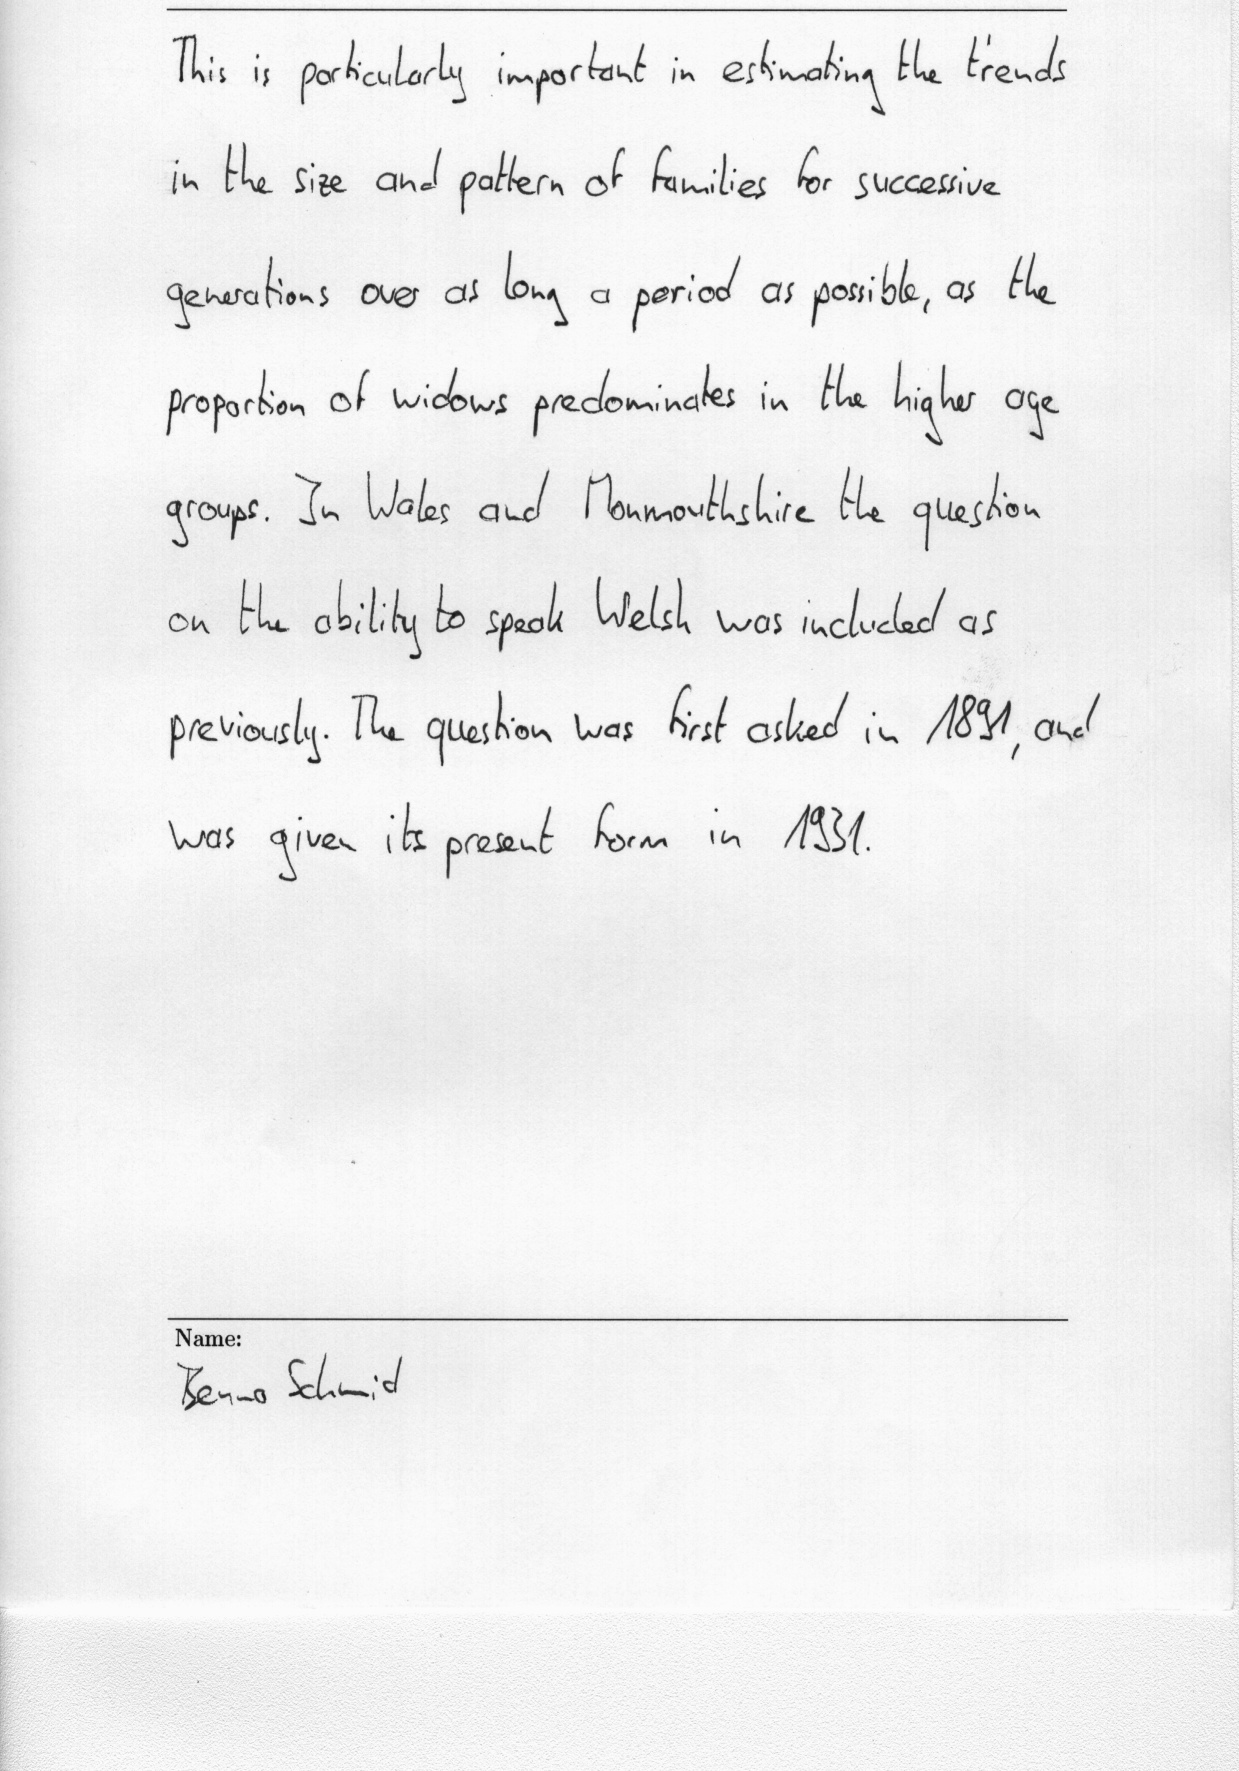 This is particularly important in estimating the trends
in the size and pattern of families for successive
generations over as long a period as possible, as the
proportion of widows predominates in the higher age
groups. In Wales and Monmouthshire the question
on the ability to speak Welsh was included as
previously. The question was first asked in 1891, and
was given its present form in 1931.
Name:
Benno Schmid